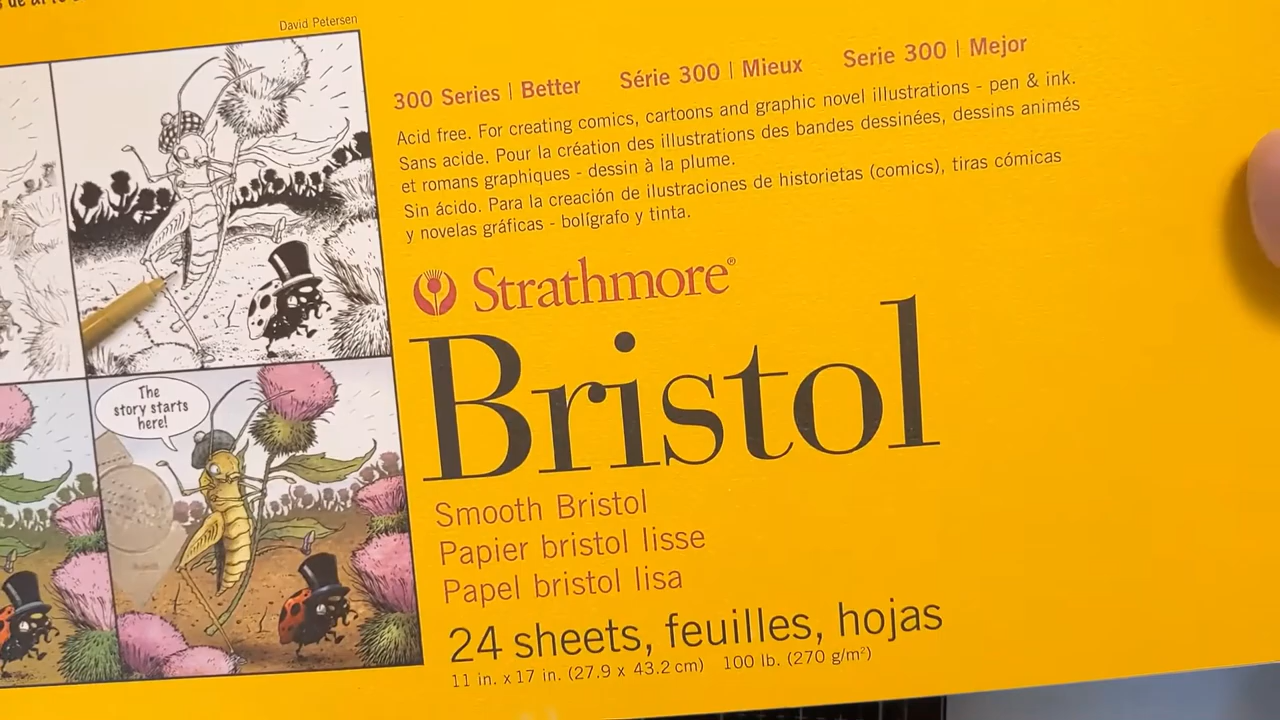 David Petersen
300 Series | Better Série 300 | Mieux Serie 300 | Mejor
Acid free. For creating comics, cartoons and graphic novel illustrations - pen & ink.
Sans acide. Pour la création des illustrations des bandes dessinées, dessins animés
et romans graphiques - dessin à la plume.
Sin ácido. Para la creación de ilustraciones de historietas (comics), tiras cómicas
y novelas gráficas - bolígrafo y tinta.
Strathmore®
Bristol
The
story starts
here!
Smooth Bristol
Papier bristol lisse
Papel bristol lisa
24 sheets, feuilles, hojas
11 in. x 17 in. (27.9 x 43.2 cm) 100 lb. (270 g/m²)